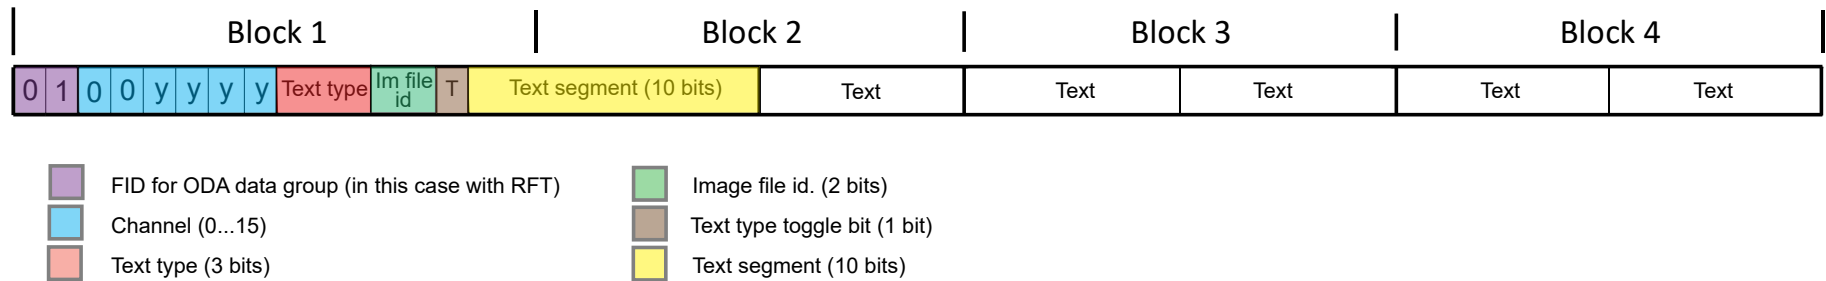 Block 1 Block 2 Block 3 Block 4
0 1 0 0 y y y y Text type Im file id T Text segment (10 bits) Text Text Text Text Text
FID for ODA data group (in this case with RFT) Image file id. (2 bits)
Channel (0...15) Text type toggle bit (1 bit)
Text type (3 bits) Text segment (10 bits)